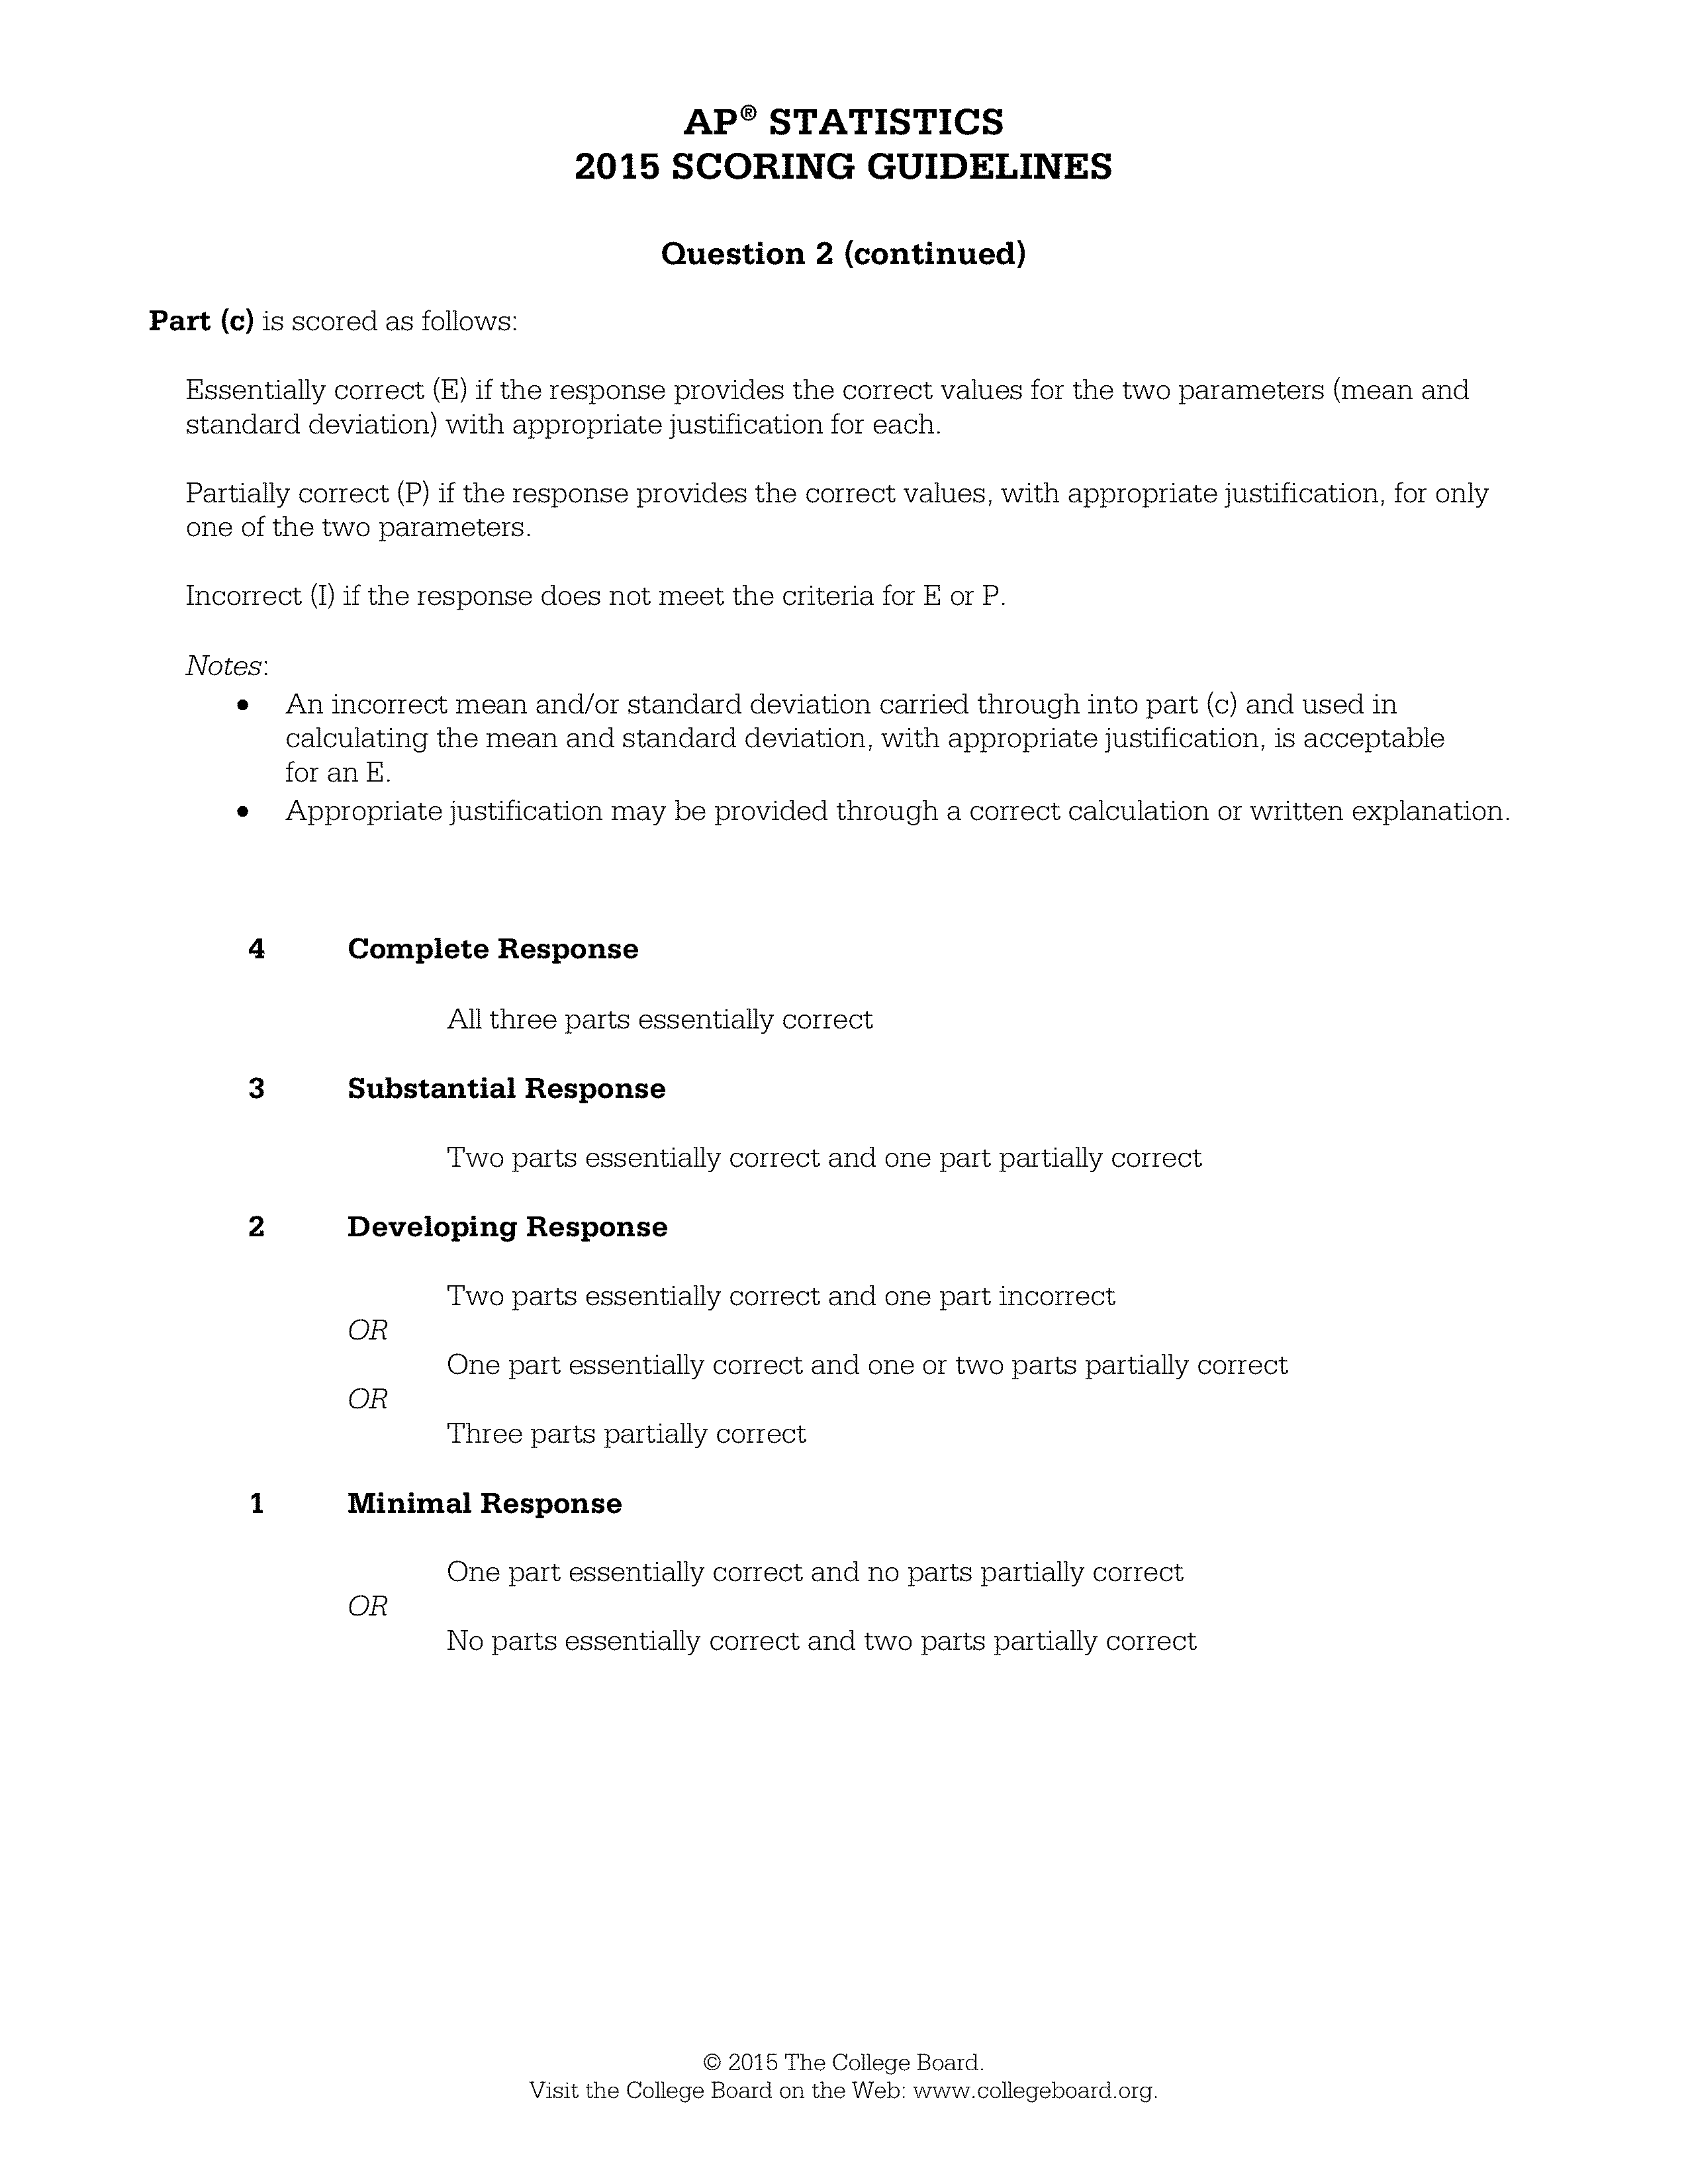 AP® STATISTICS
2015 SCORING GUIDELINES
Question 2 (continued)
Part (c) is scored as follows:
Essentially correct (E) if the response provides the correct values for the two parameters (mean and
standard deviation) with appropriate justification for each.
Partially correct (P) if the response provides the correct values, with appropriate justification, for only
one of the two parameters.
Incorrect (I) if the response does not meet the criteria for E or P.
Notes:
• An incorrect mean and/or standard deviation carried through into part (c) and used in
calculating the mean and standard deviation, with appropriate justification, is acceptable
for an E.
• Appropriate justification may be provided through a correct calculation or written explanation.
4 Complete Response
All three parts essentially correct
3 Substantial Response
Two parts essentially correct and one part partially correct
2 Developing Response
Two parts essentially correct and one part incorrect
OR
One part essentially correct and one or two parts partially correct
OR
Three parts partially correct
1 Minimal Response
One part essentially correct and no parts partially correct
OR
No parts essentially correct and two parts partially correct
© 2015 The College Board.
Visit the College Board on the Web: www.collegeboard.org.